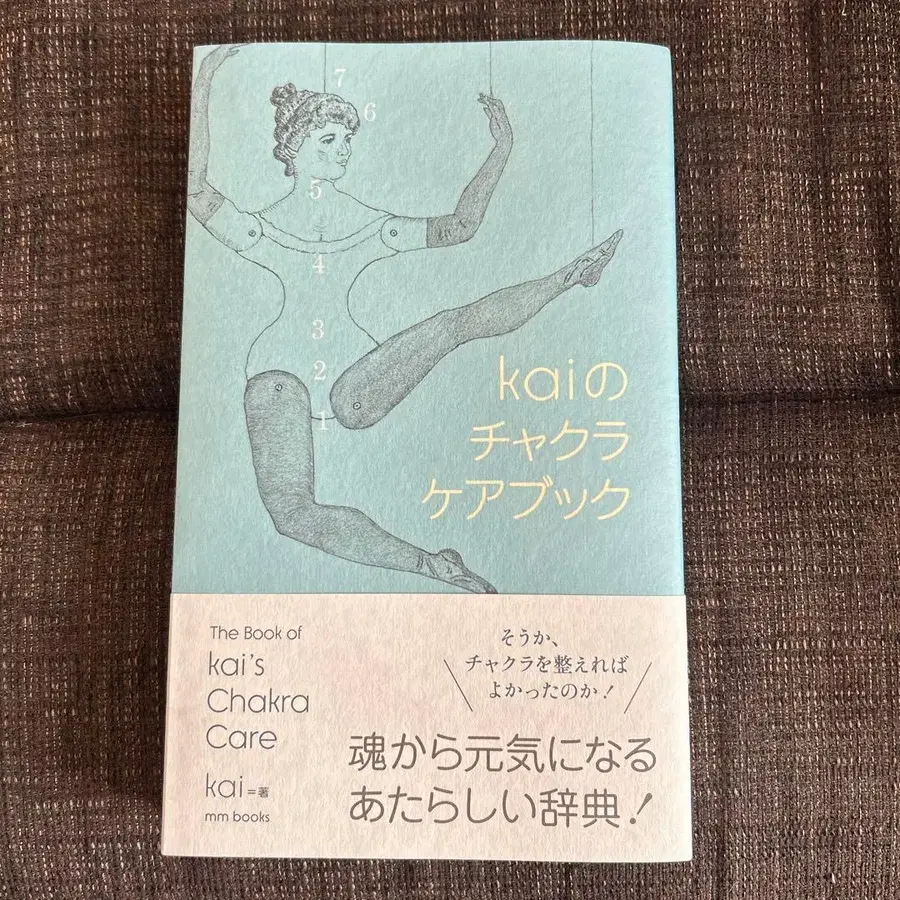 7
6
5
4
3
2
1
kaiの
チャクラ
ケアブック
The Book of
kai's
Chakra
Care
kai=著
mm books
そうか、
チャクラを整えれば
よかったのか!
魂から元気になる
あたらしい辞典!